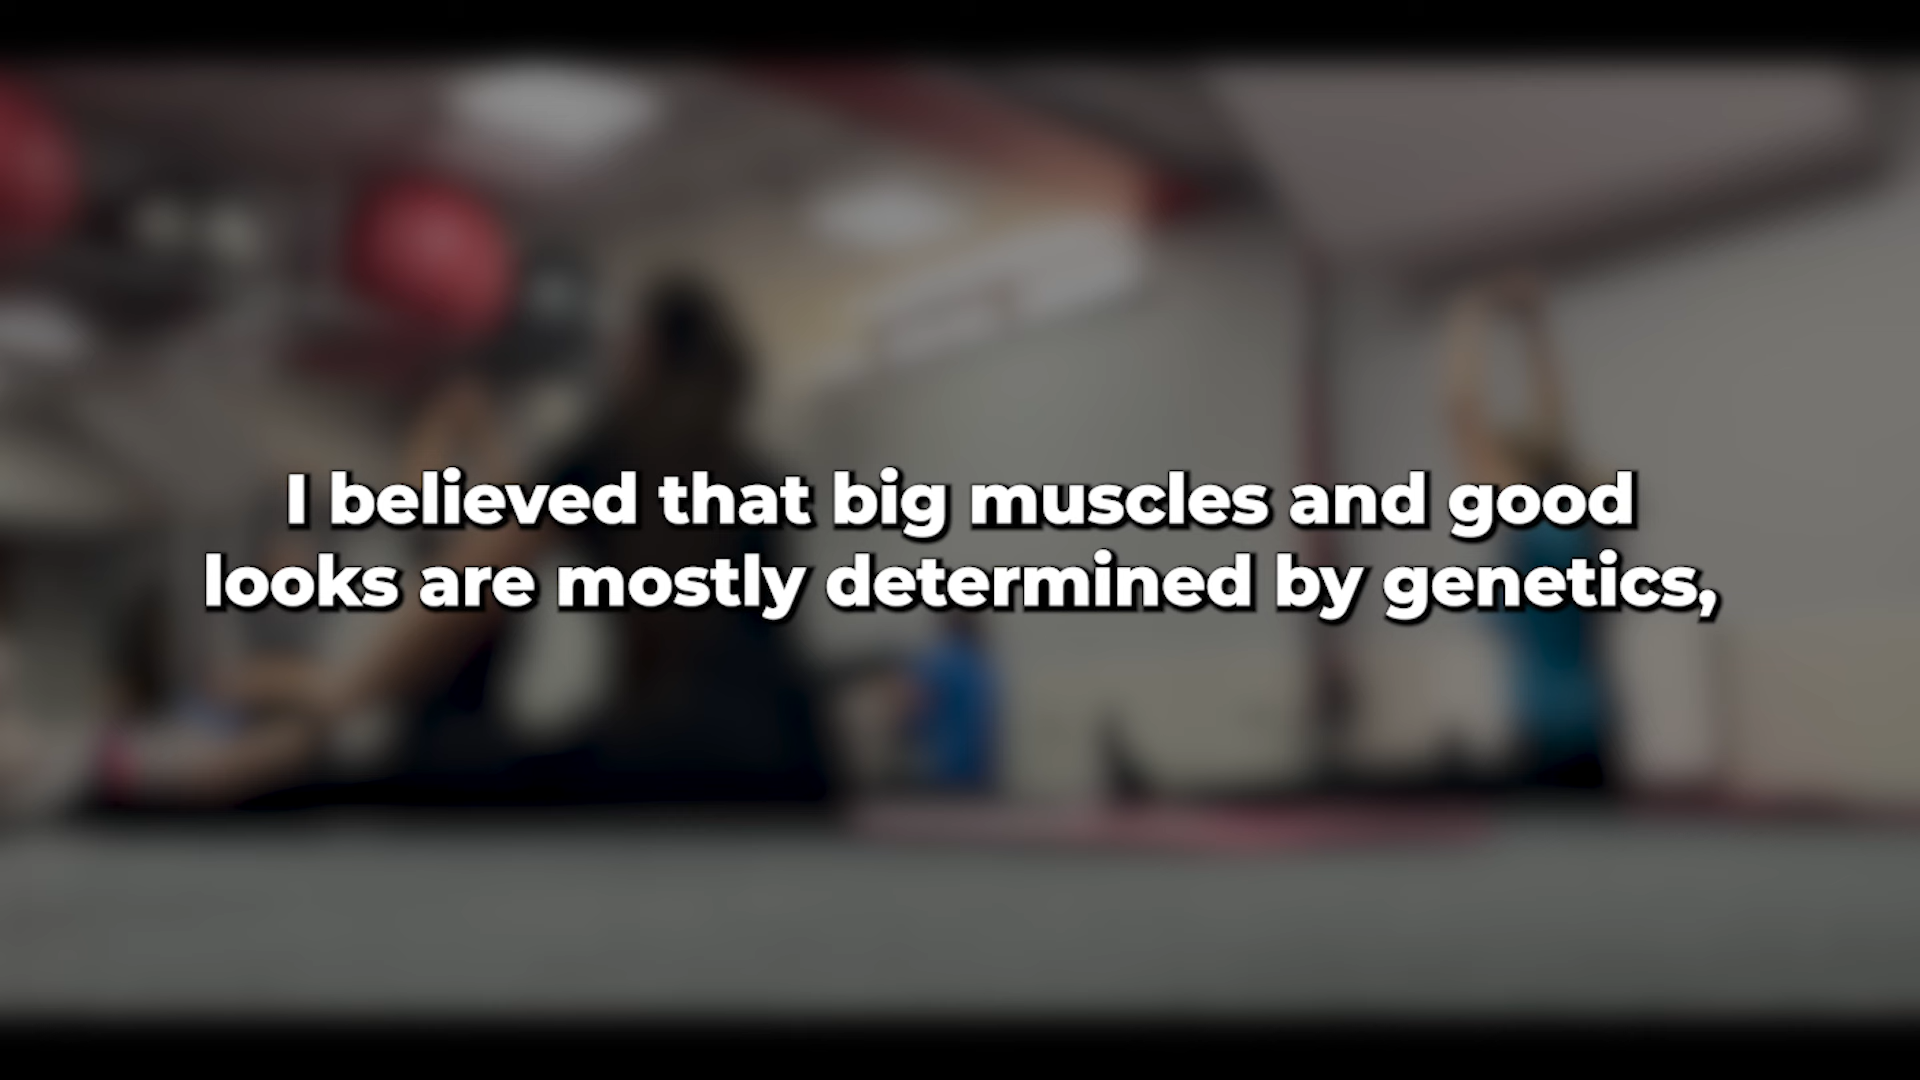 I believed that big muscles and good
looks are mostly determined by genetics,